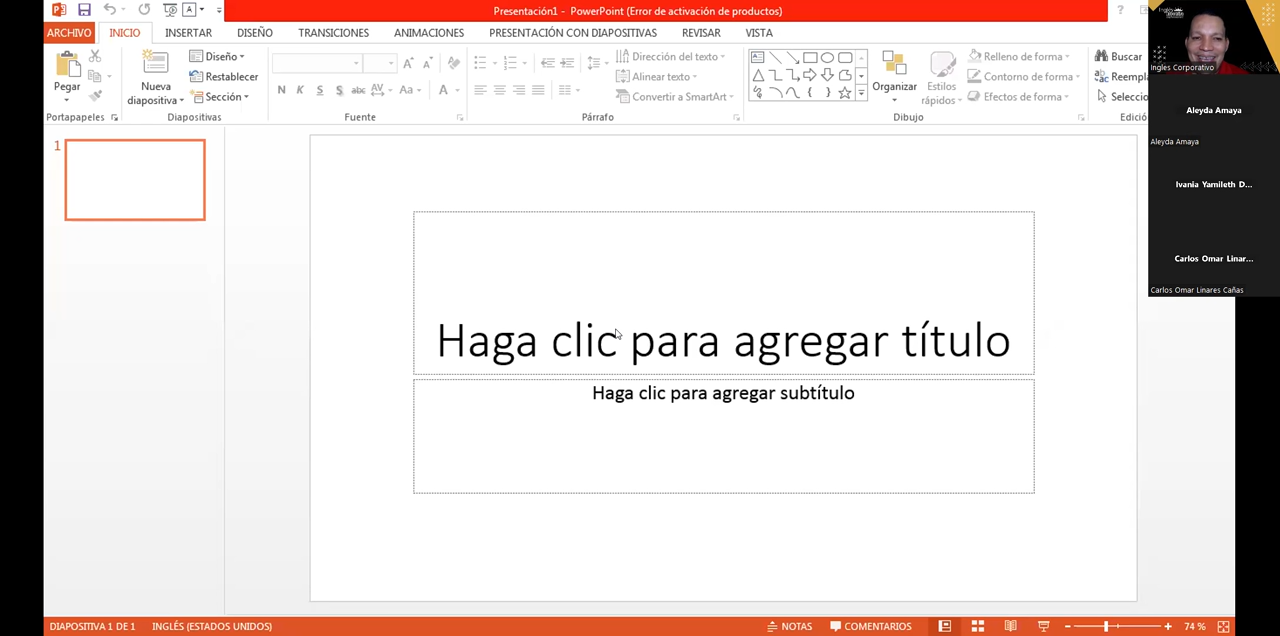 Presentación1 - PowerPoint (Error de activación de productos)
ARCHIVO INICIO INSERTAR DISEÑO TRANSICIONES ANIMACIONES PRESENTACIÓN CON DIAPOSITIVAS REVISAR VISTA
Pegar
Nueva
diapositiva
Diseño
Restablecer
Sección
N K S S abc AV Aa A
Dirección del texto
Alinear texto
Convertir a SmartArt
Organizar
Estilos
rápidos
Relleno de forma
Contorno de forma
Efectos de forma
Buscar
Reempla
Seleccio
Portapapeles Diapositivas Fuente Párrafo Dibujo Edició
1
Haga clic para agregar título
Haga clic para agregar subtítulo
Ingles Corporativo
Aleyda Amaya
Aleyda Amaya
Ivania Yamileth D...
Carlos Omar Linar...
Carlos Omar Linares Cañas
DIAPOSITIVA 1 DE 1 INGLÉS (ESTADOS UNIDOS) NOTAS COMENTARIOS 74 %